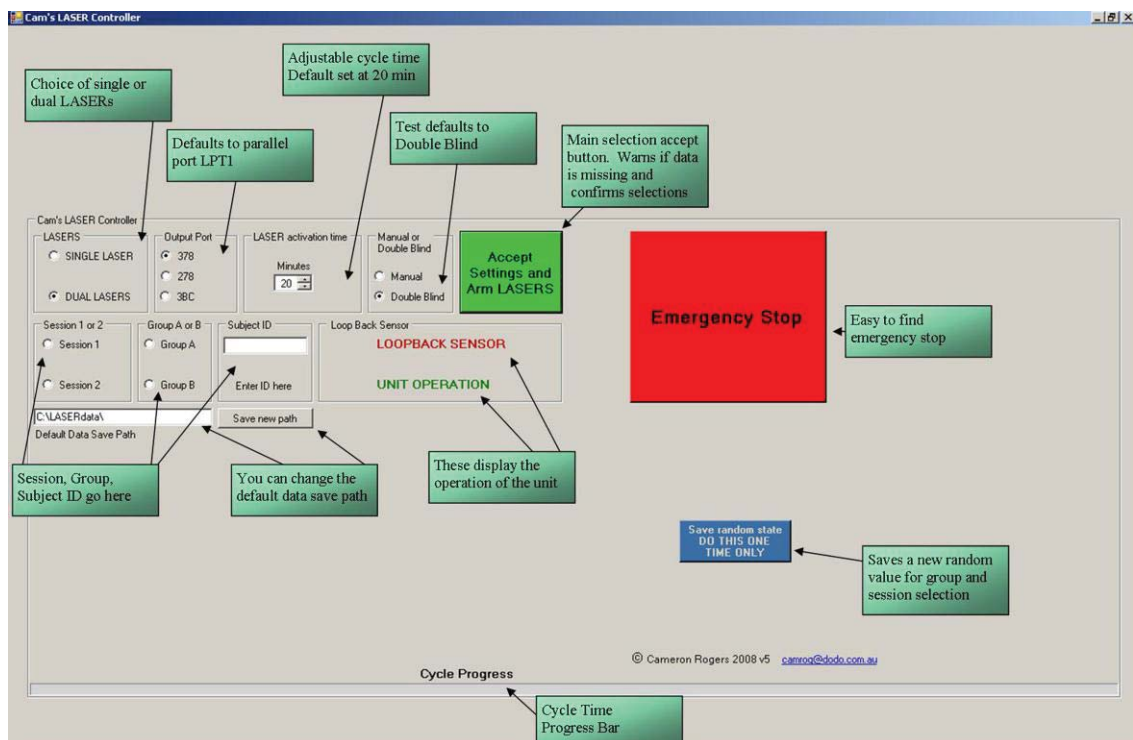 Cam's LASER Controller
Adjustable cycle time
Default set at 20 min
Choice of single or
dual LASERs
Test defaults to
Double Blind
Defaults to parallel
port LPT1
Main selection accept
button. Warns if data
is missing and
confirms selections
Cam's LASER Controller
LASERS
SINGLE LASER
DUAL LASERS
Output Port
378
278
3BC
LASER activation time
Minutes
20
Manual or
Double Blind
Manual
Double Blind
Accept
Settings and
Arm LASERS
Emergency Stop
Easy to find
emergency stop
Session 1 or 2
Session 1
Session 2
Group A or B
Group A
Group B
Subject ID
Enter ID here
Loop Back Sensor
LOOPBACK SENSOR
UNIT OPERATION
C:\LASERdata\
Save new path
Default Data Save Path
Session, Group,
Subject ID go here
You can change the
default data save path
These display the
operation of the unit
Save random state
DO THIS ONE
TIME ONLY
Saves a new random
value for group and
session selection
© Cameron Rogers 2008 v5 camrog@dodo.com.au
Cycle Progress
Cycle Time
Progress Bar